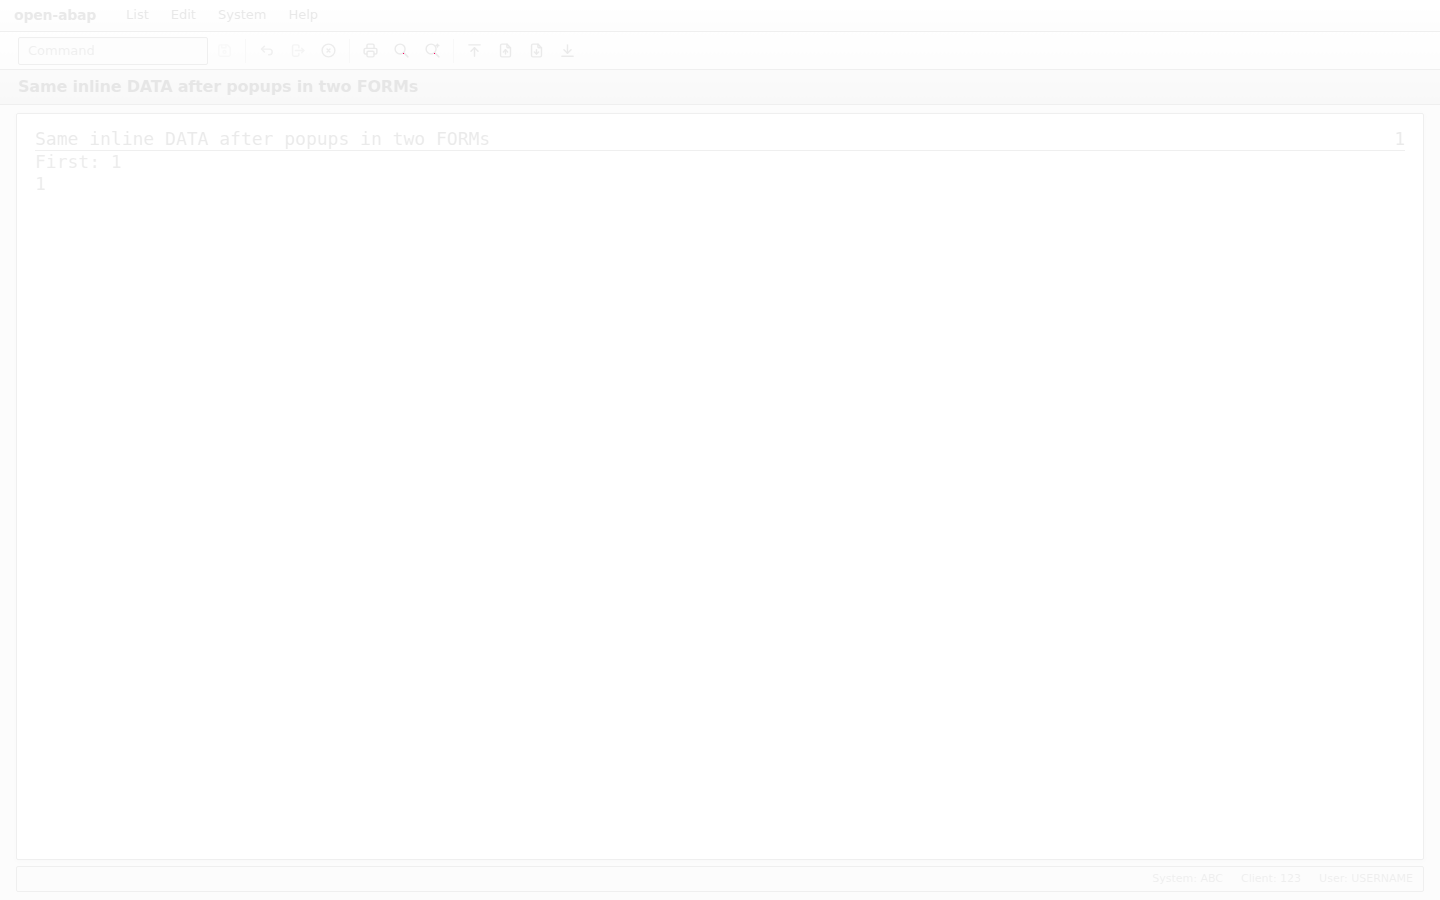 open-abap List Edit System Help
Command
Same inline DATA after popups in two FORMs
Same inline DATA after popups in two FORMs 1
First: 1
1
System: ABC Client: 123 User: USERNAME